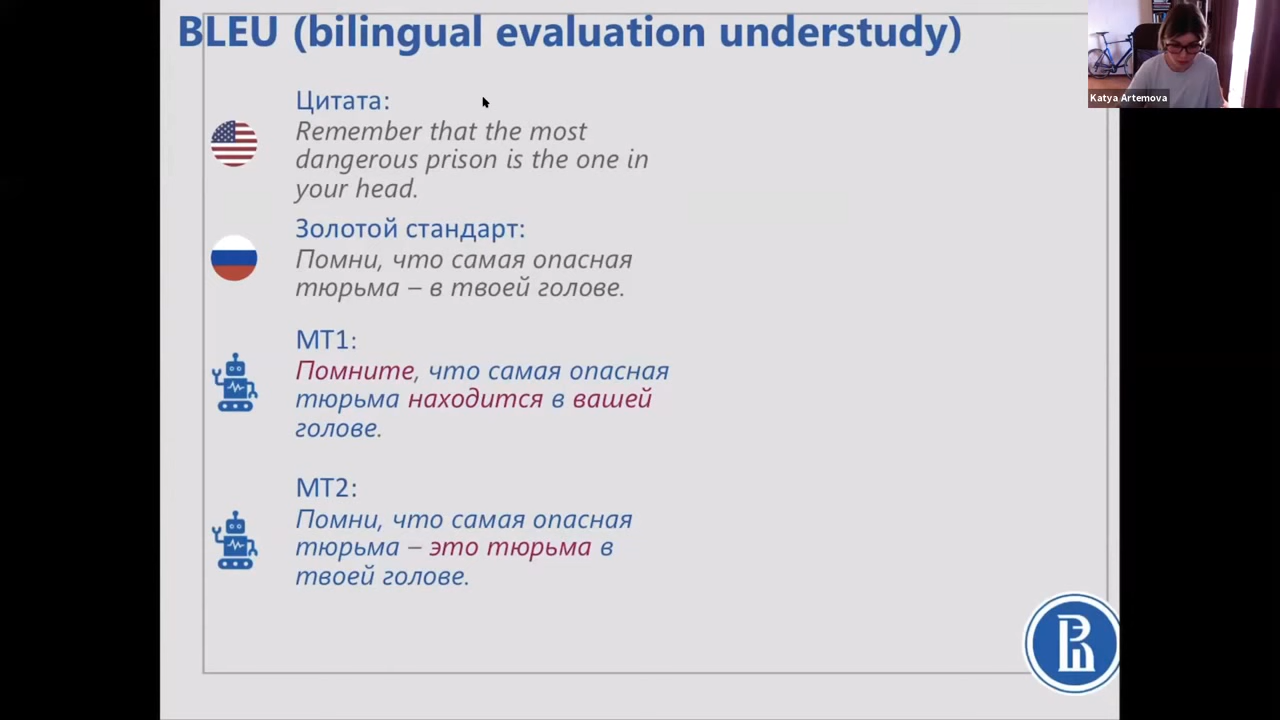 BLEU (bilingual evaluation understudy)
Katya Artemova
Цитата:
Remember that the most
dangerous prison is the one in
your head.
Золотой стандарт:
Помни, что самая опасная
тюрьма – в твоей голове.
МТ1:
Помните, что самая опасная
тюрьма находится в вашей
голове.
МТ2:
Помни, что самая опасная
тюрьма – это тюрьма в
твоей голове.